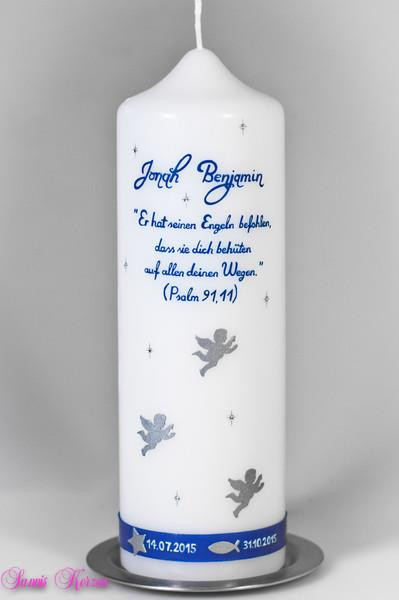 Jonah Benjamin
"Er hat seinen Engeln befohlen,
dass sie dich behüten
auf allen deinen Wegen."
(Psalm 91,11)
14.07.2015 31.10.2015
Sannis Kerzen